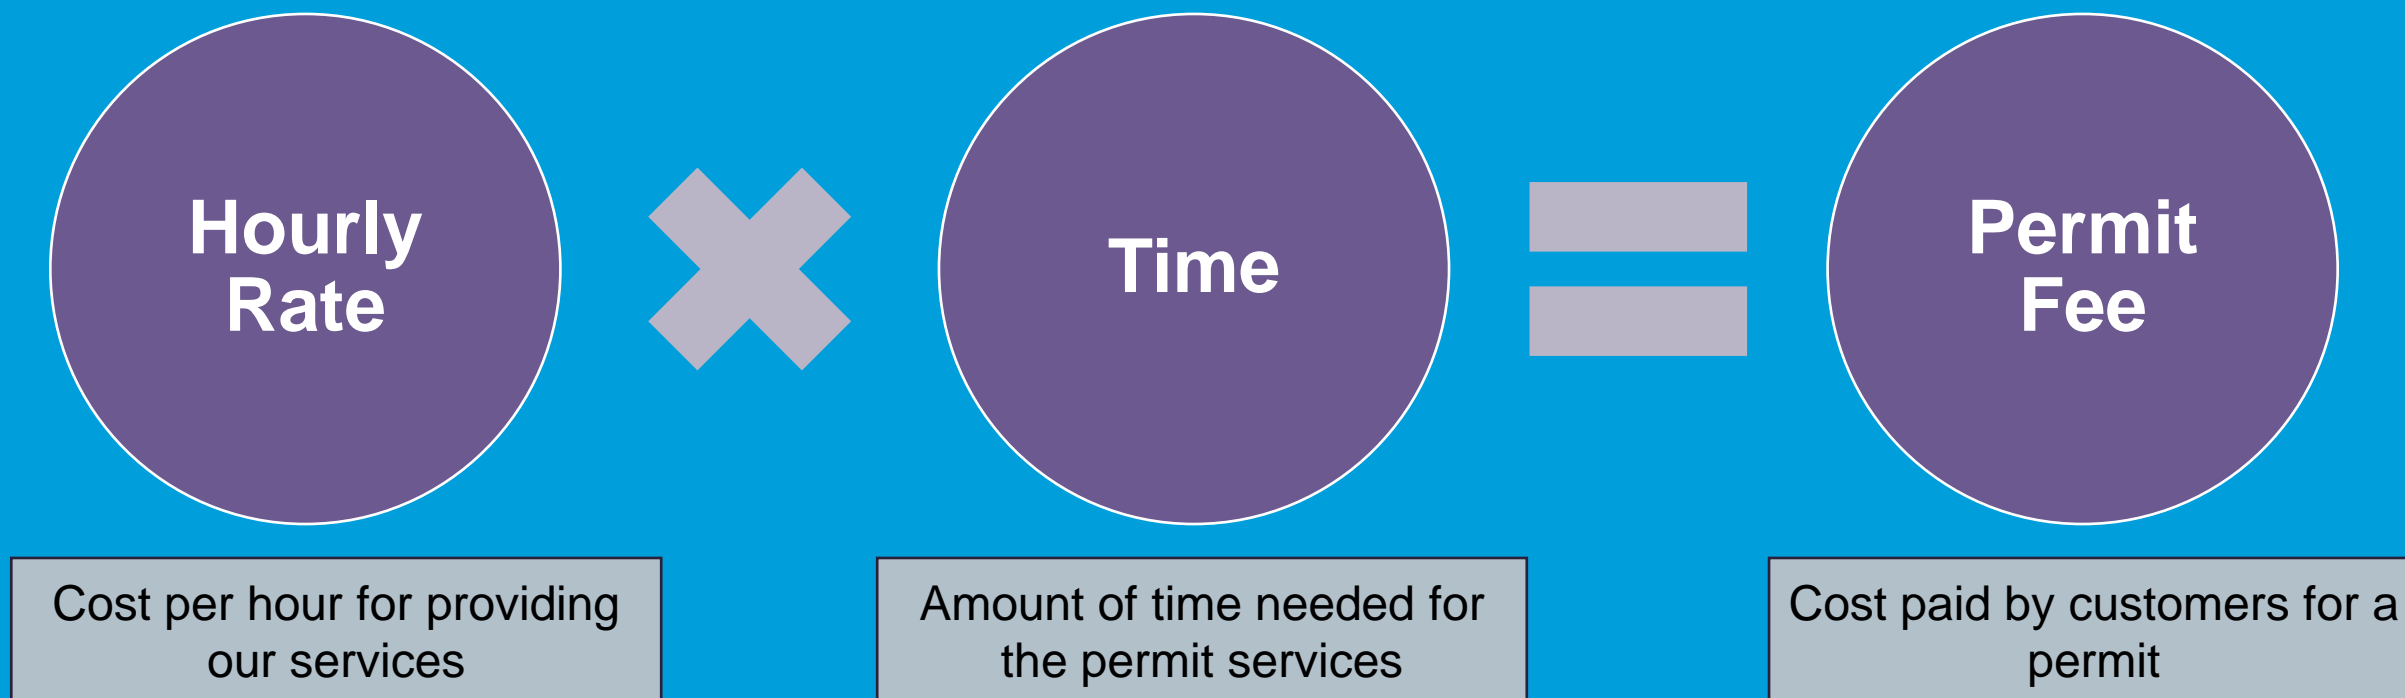 Hourly
Rate
Time
Permit
Fee
Cost per hour for providing
our services
Amount of time needed for
the permit services
Cost paid by customers for a
permit